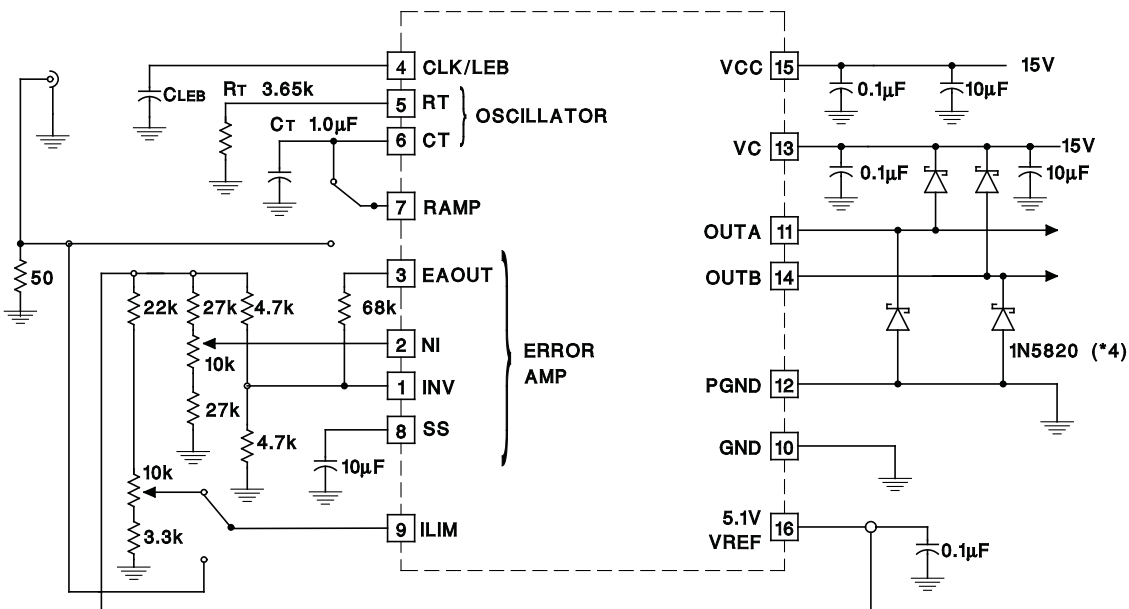 4 CLK/LEB
CLEB
RT 3.65k
5 RT
OSCILLATOR
CT 1.0µF
6 CT
7 RAMP
50
3 EAOUT
22k
27k
4.7k
68k
2 NI
10k
ERROR
AMP
1 INV
27k
8 SS
4.7k
10µF
10k
3.3k
9 ILIM
VCC 15
15V
0.1µF
10µF
VC 13
15V
0.1µF
10µF
OUTA 11
OUTB 14
1N5820 (*4)
PGND 12
GND 10
5.1V
VREF 16
0.1µF